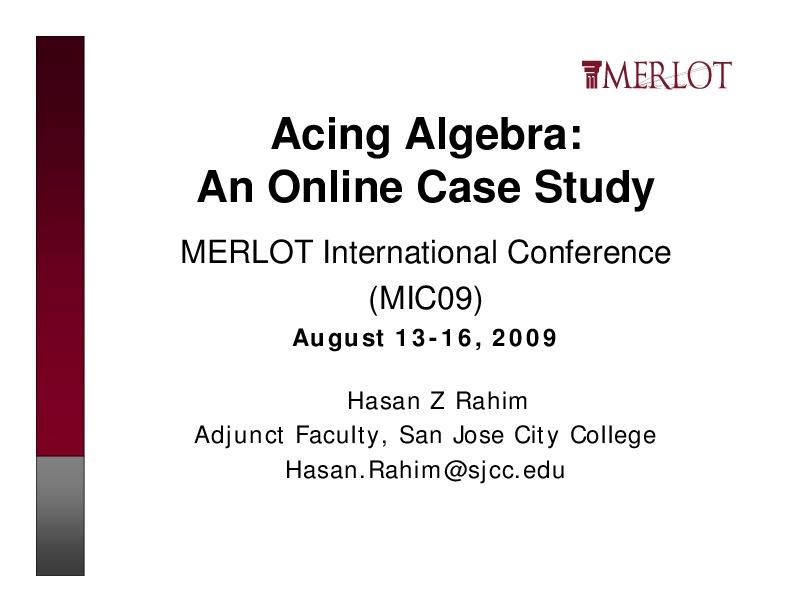 MERLOT
Acing Algebra:
An Online Case Study
MERLOT International Conference
(MIC09)
August 13-16, 2009
Hasan Z Rahim
Adjunct Faculty, San Jose City College
Hasan.Rahim@sjcc.edu